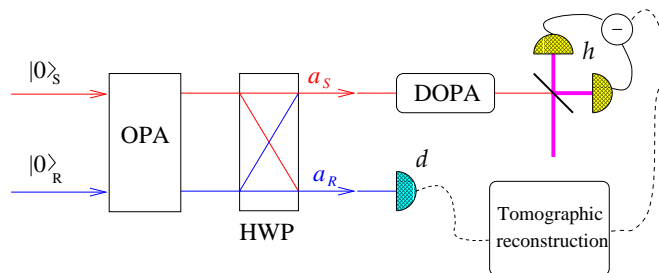 |0⟩S
OPA
|0⟩R
HWP
aS
aR
DOPA
d
h
−
Tomographic
reconstruction